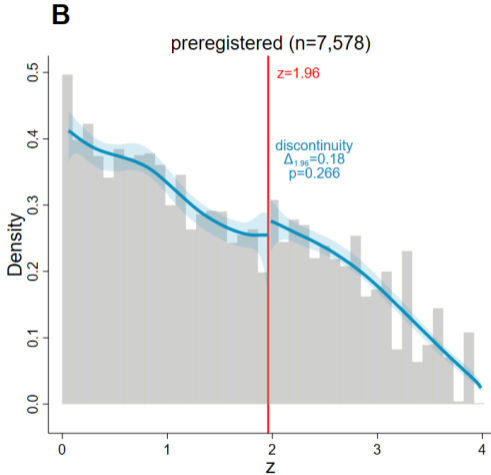 B
preregistered (n=7,578)
z=1.96
discontinuity
Δ₁.₉₆=0.18
p=0.266
Density
0.5
0.4
0.3
0.2
0.1
0.0
0 1 2 3 4
z